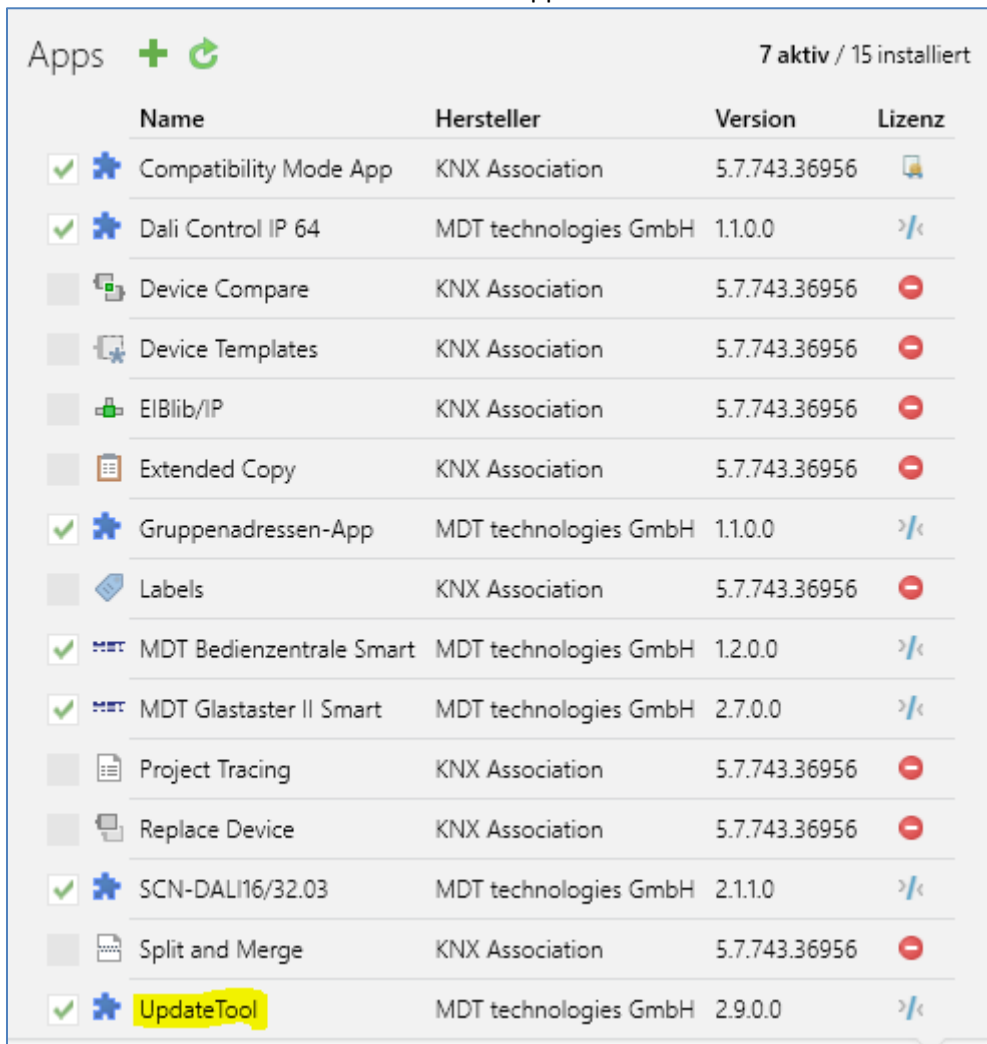 Apps 7 aktiv / 15 installiert
Name Hersteller Version Lizenz
Compatibility Mode App KNX Association 5.7.743.36956
Dali Control IP 64 MDT technologies GmbH 1.1.0.0
Device Compare KNX Association 5.7.743.36956
Device Templates KNX Association 5.7.743.36956
EIBlib/IP KNX Association 5.7.743.36956
Extended Copy KNX Association 5.7.743.36956
Gruppenadressen-App MDT technologies GmbH 1.1.0.0
Labels KNX Association 5.7.743.36956
MDT MDT Bedienzentrale Smart MDT technologies GmbH 1.2.0.0
MDT MDT Glastaster II Smart MDT technologies GmbH 2.7.0.0
Project Tracing KNX Association 5.7.743.36956
Replace Device KNX Association 5.7.743.36956
SCN-DALI16/32.03 MDT technologies GmbH 2.1.1.0
Split and Merge KNX Association 5.7.743.36956
UpdateTool MDT technologies GmbH 2.9.0.0